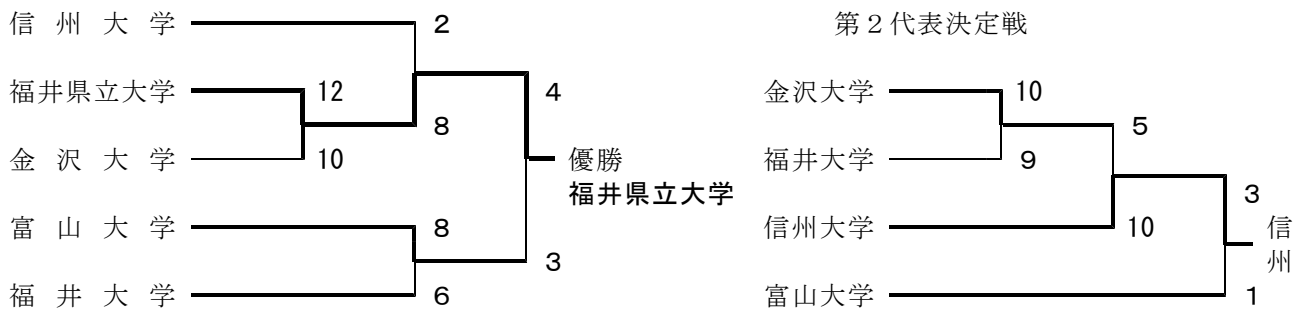 信州大学
2
福井県立大学
12
4
8
金沢大学
10
優勝
福井県立大学
富山大学
8
3
福井大学
6
第２代表決定戦
金沢大学
10
5
福井大学
9
3
信州大学
10
信州
富山大学
1